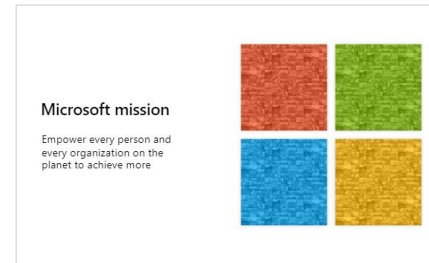 Microsoft mission
Empower every person and
every organization on the
planet to achieve more